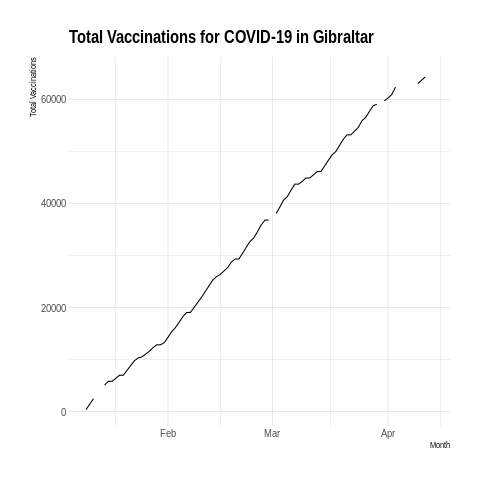 Total Vaccinations for COVID-19 in Gibraltar
Total Vaccinations
60000
40000
20000
0
Feb Mar Apr
Month